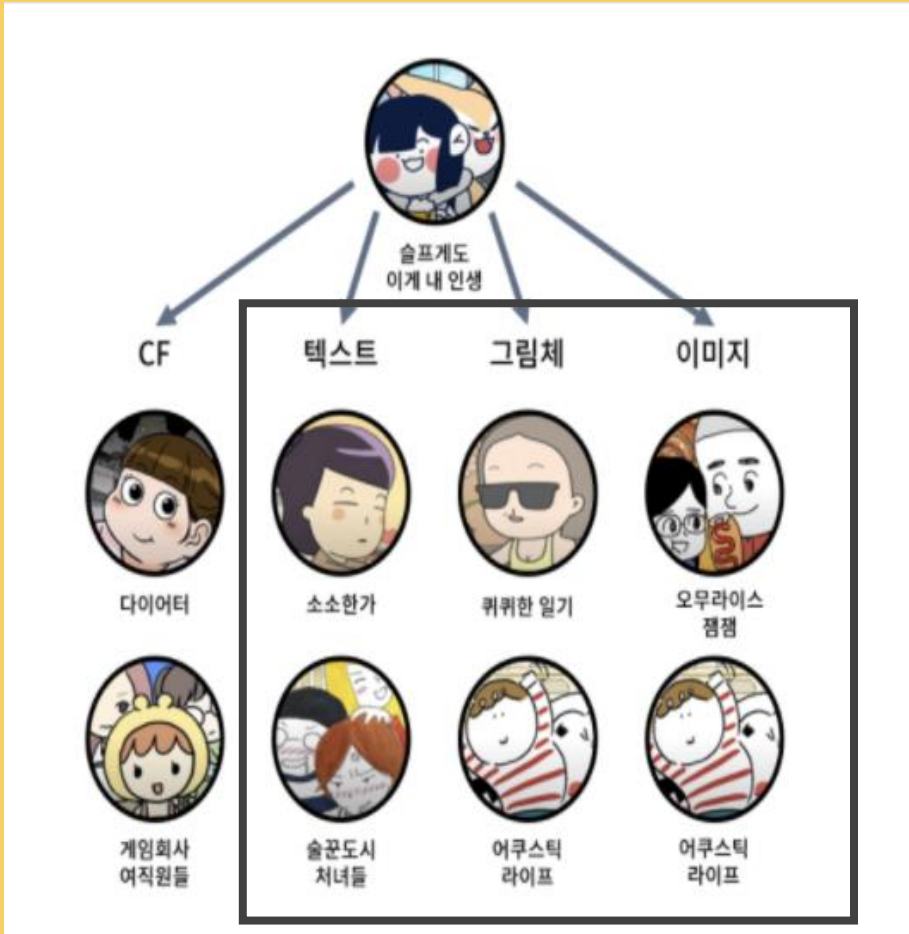 슬프게도
이게 내 인생
CF
텍스트
그림체
이미지
다이어터
소소한가
퀴퀴한 일기
오무라이스
잼잼
게임회사
여직원들
술꾼도시
처녀들
어쿠스틱
라이프
어쿠스틱
라이프